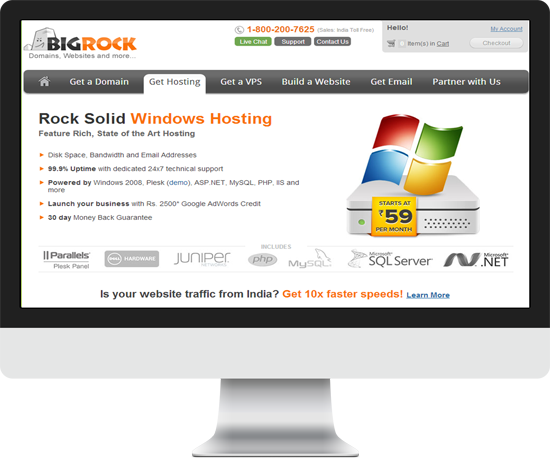 BIGROCK
Domains, Websites and more...
1-800-200-7625 (Sales: India Toll Free)
Live Chat Support Contact Us
Hello! My Account
Item(s) in Cart Checkout
Get a Domain Get Hosting Get a VPS Build a Website Get Email Partner with Us
Rock Solid Windows Hosting
Feature Rich, State of the Art Hosting
Disk Space, Bandwidth and Email Addresses
99.9% Uptime with dedicated 24x7 technical support
Powered by Windows 2008, Plesk (demo), ASP.NET, MySQL, PHP, IIS and
more
Launch your business with Rs. 2500* Google AdWords Credit
30 day Money Back Guarantee
STARTS AT
₹59
PER MONTH
INCLUDES
Parallels®
Plesk Panel
DELL HARDWARE
JUNIPER
NETWORKS
php
MySQL®
Microsoft®
SQL Server®
Microsoft®
.NET
Is your website traffic from India? Get 10x faster speeds! Learn More